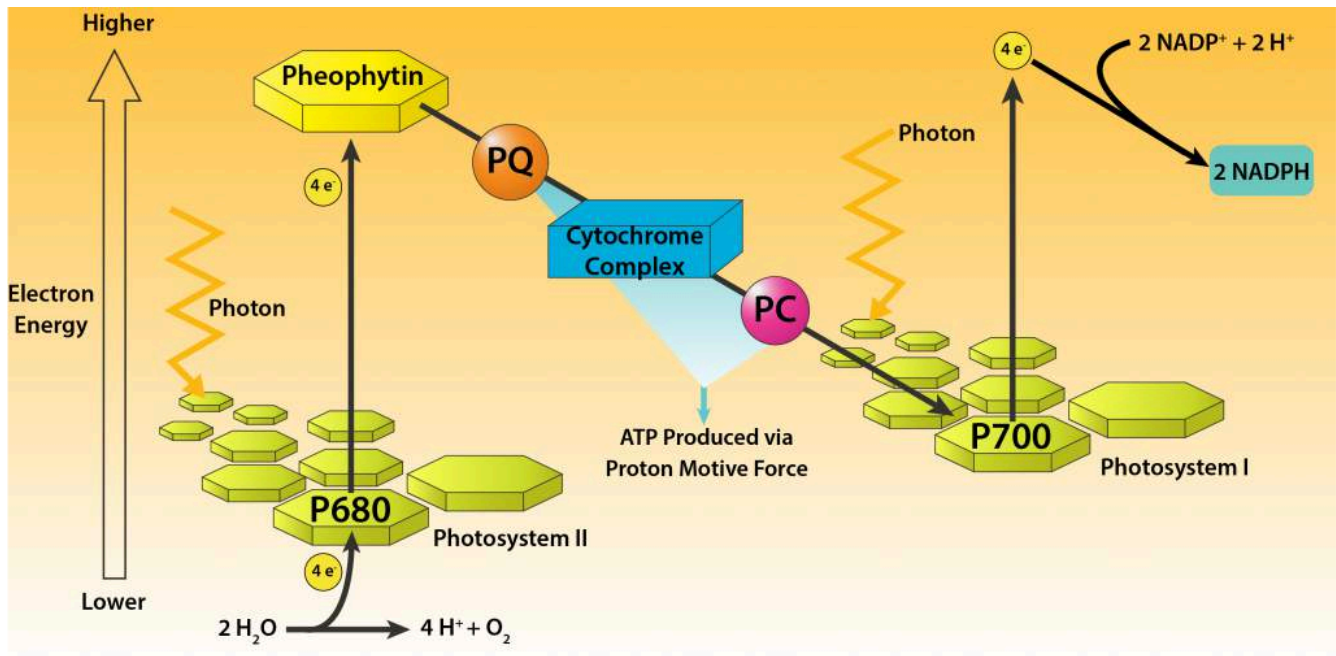 Higher
Electron
Energy
Lower
Photon
Pheophytin
4 e⁻
P680
Photosystem II
4 e⁻
2 H₂O
4 H⁺ + O₂
PQ
Cytochrome
Complex
PC
ATP Produced via
Proton Motive Force
Photon
P700
Photosystem I
4 e⁻
2 NADP⁺ + 2 H⁺
2 NADPH